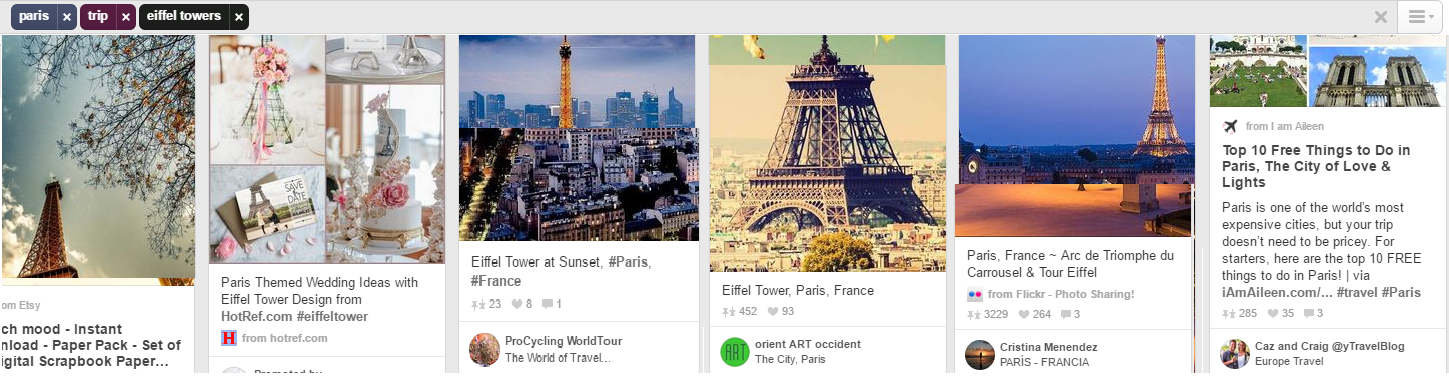 paris × trip × eiffel towers ×
om Etsy
ch mood - Instant
nload - Paper Pack - Set of
igital Scrapbook Paper...
SAVE
THE
DATE
Paris Themed Wedding Ideas with
Eiffel Tower Design from
HotRef.com #eiffeltower
H from hotref.com
Promoted by
Eiffel Tower at Sunset, #Paris,
#France
23 8 1
ProCycling WorldTour
The World of Travel...
Eiffel Tower, Paris, France
452 93
ART
orient ART occident
The City, Paris
Paris, France ~ Arc de Triomphe du
Carrousel & Tour Eiffel
from Flickr - Photo Sharing!
3229 264 3
Cristina Menendez
PARÍS - FRANCIA
from I am Aileen
Top 10 Free Things to Do in
Paris, The City of Love &
Lights
Paris is one of the world's most
expensive cities, but your trip
doesn't need to be pricey. For
starters, here are the top 10 FREE
things to do in Paris! | via
iAmAileen.com/... #travel #Paris
285 35 3
Caz and Craig @yTravelBlog
Europe Travel